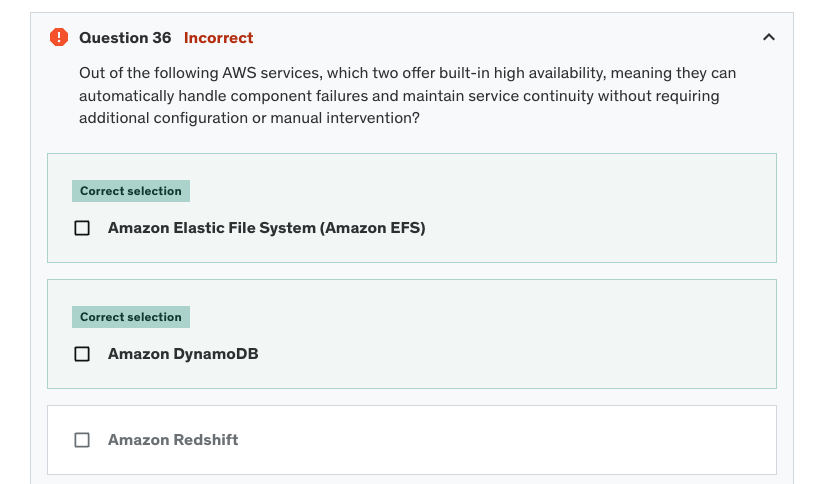 Question 36 Incorrect
Out of the following AWS services, which two offer built-in high availability, meaning they can
automatically handle component failures and maintain service continuity without requiring
additional configuration or manual intervention?
Correct selection
Amazon Elastic File System (Amazon EFS)
Correct selection
Amazon DynamoDB
Amazon Redshift